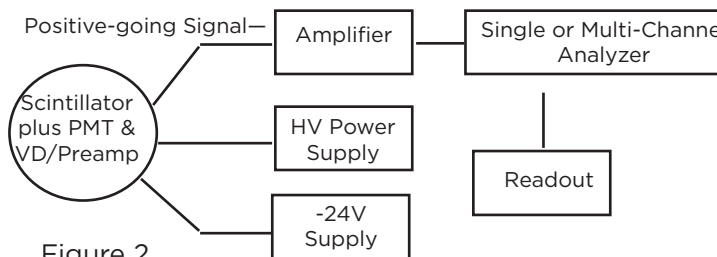 Positive-going Signal—
Amplifier
Single or Multi-Channe
Analyzer
Scintillator
plus PMT &
VD/Preamp
HV Power
Supply
Readout
-24V
Supply
Figure 2